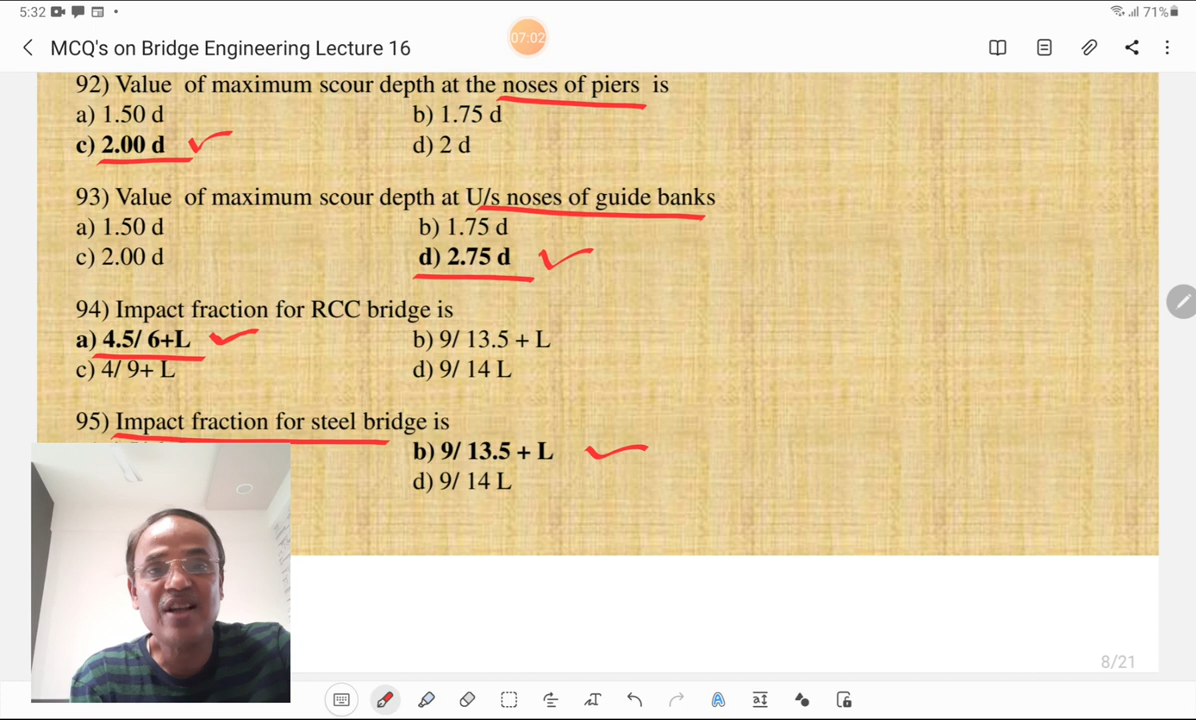 5:32
71%
MCQ's on Bridge Engineering Lecture 16
07:02
92) Value of maximum scour depth at the noses of piers is
a) 1.50 d b) 1.75 d
c) 2.00 d d) 2 d
93) Value of maximum scour depth at U/s noses of guide banks
a) 1.50 d b) 1.75 d
c) 2.00 d d) 2.75 d
94) Impact fraction for RCC bridge is
a) 4.5/ 6+L b) 9/ 13.5 + L
c) 4/ 9+ L d) 9/ 14 L
95) Impact fraction for steel bridge is
b) 9/ 13.5 + L
d) 9/ 14 L
8/21